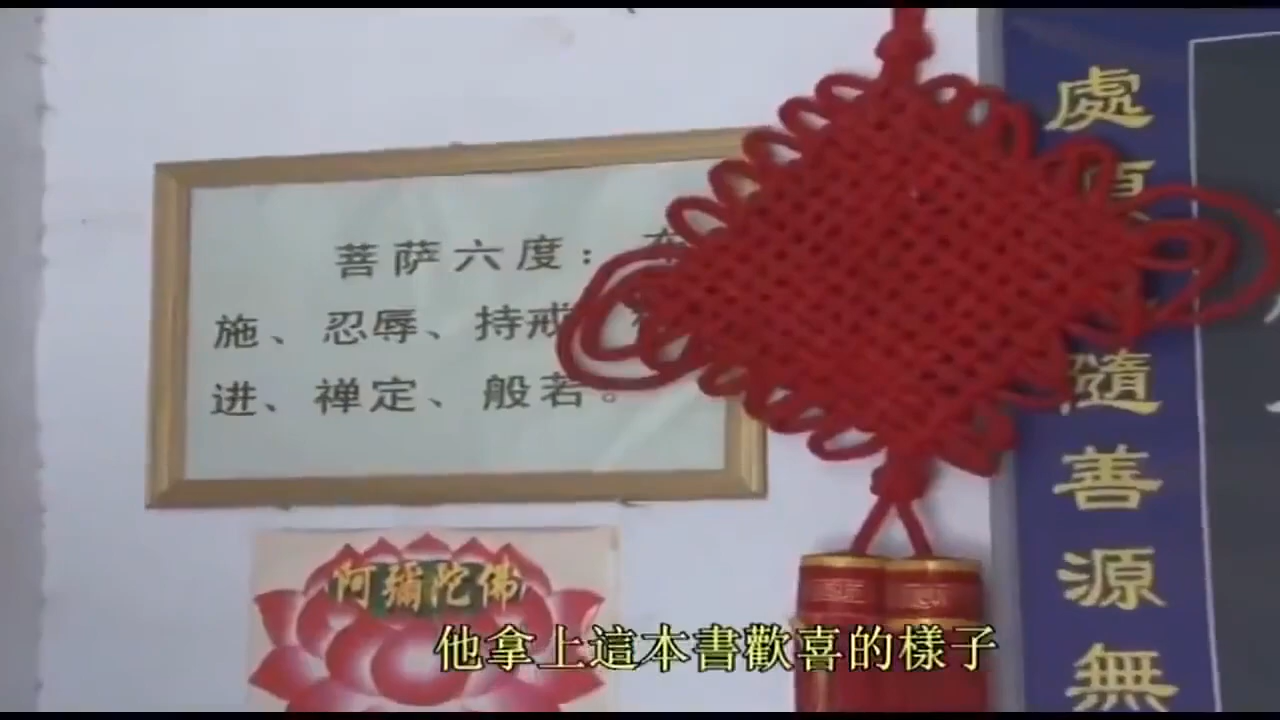 菩萨六度：布
施、忍辱、持戒
进、禅定、般若。
阿彌陀佛
處
隨善源無
他拿上這本書歡喜的樣子